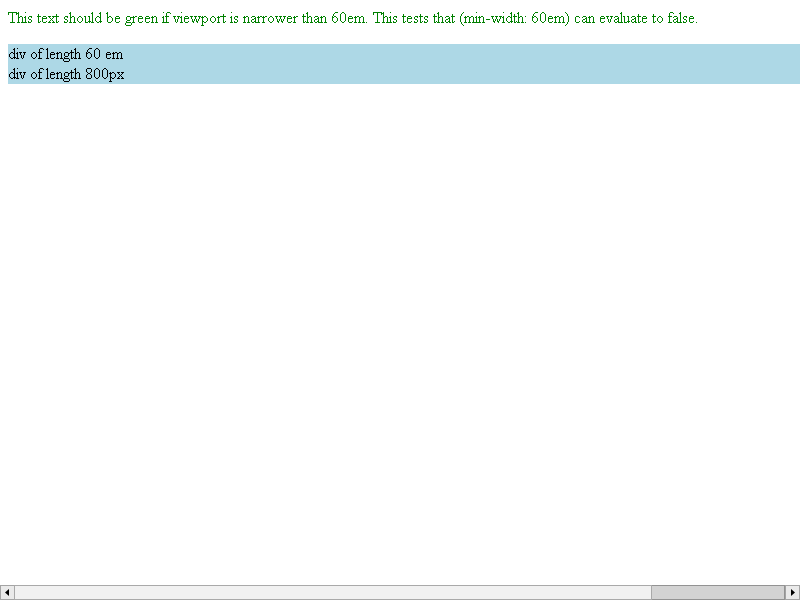 This text should be green if viewport is narrower than 60em. This tests that (min-width: 60em) can evaluate to false.
div of length 60 em
div of length 800px